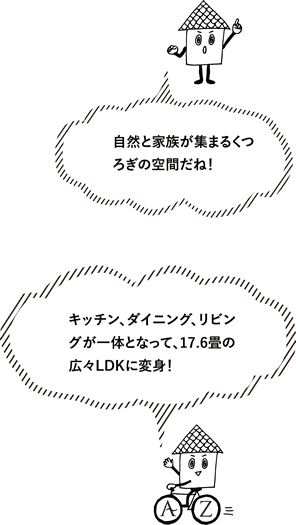 自然と家族が集まるくつ
ろぎの空間だね！
キッチン、ダイニング、リビン
グが一体となって、17.6畳の
広々LDKに変身！
A Z